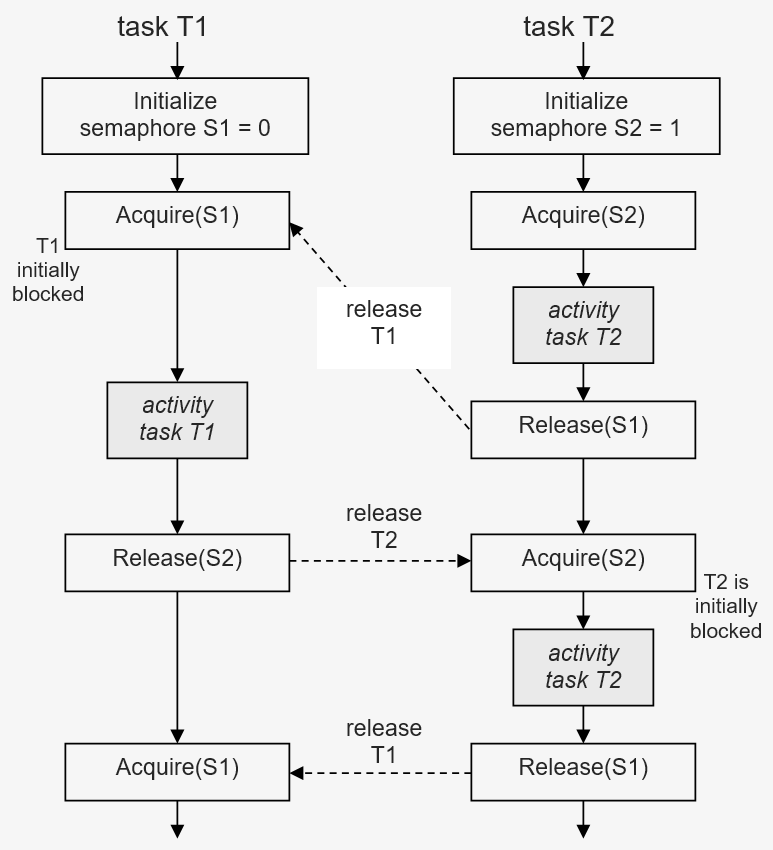 task T1
task T2
Initialize
semaphore S1 = 0
Initialize
semaphore S2 = 1
Acquire(S1)
Acquire(S2)
T1
initially
blocked
activity
task T2
release
T1
activity
task T1
Release(S1)
release
T2
Release(S2)
Acquire(S2)
T2 is
initially
blocked
activity
task T2
release
T1
Acquire(S1)
Release(S1)